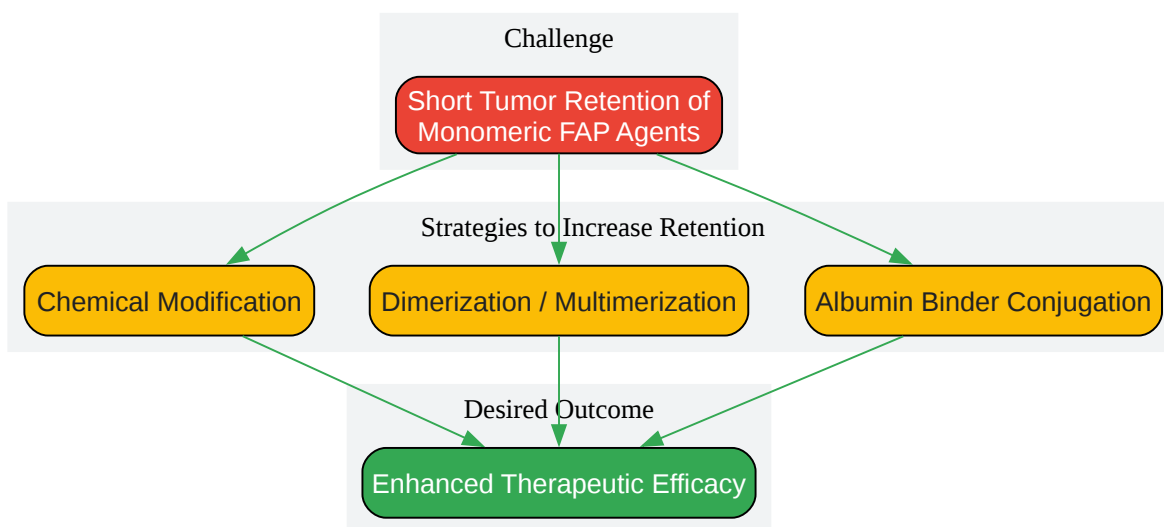 Challenge
Short Tumor Retention of
Monomeric FAP Agents
Strategies to Increase Retention
Chemical Modification
Dimerization / Multimerization
Albumin Binder Conjugation
Desired Outcome
Enhanced Therapeutic Efficacy